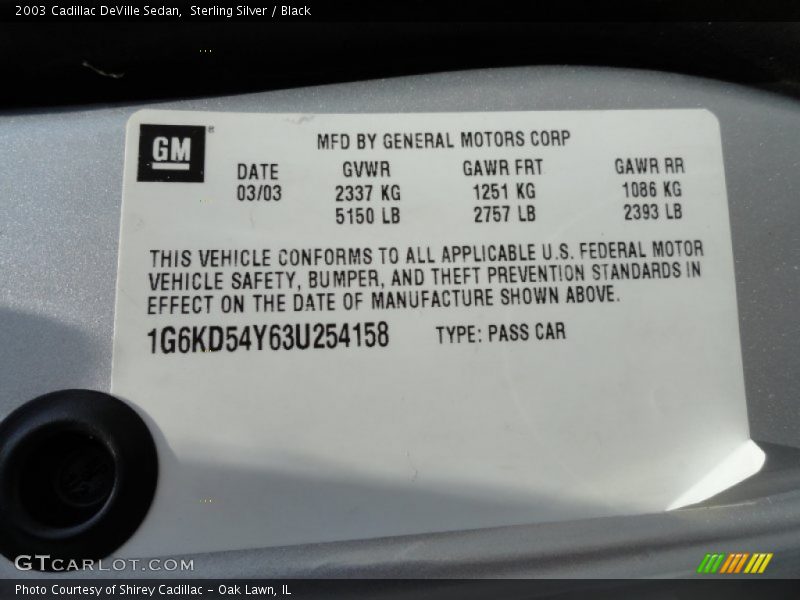 2003 Cadillac DeVille Sedan,  Sterling Silver / Black
GM®
MFD BY GENERAL MOTORS CORP
DATE GVWR GAWR FRT GAWR RR
03/03 2337 KG 1251 KG 1086 KG
5150 LB 2757 LB 2393 LB
THIS VEHICLE CONFORMS TO ALL APPLICABLE U.S. FEDERAL MOTOR
VEHICLE SAFETY, BUMPER, AND THEFT PREVENTION STANDARDS IN
EFFECT ON THE DATE OF MANUFACTURE SHOWN ABOVE.
1G6KD54Y63U254158 TYPE: PASS CAR
GTCARLOT.COM
Photo Courtesy of Shirey Cadillac - Oak Lawn, IL